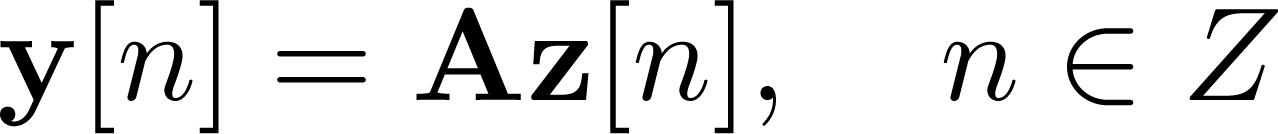 𝐲[n] = 𝐀𝐳[n], n ∈ Z